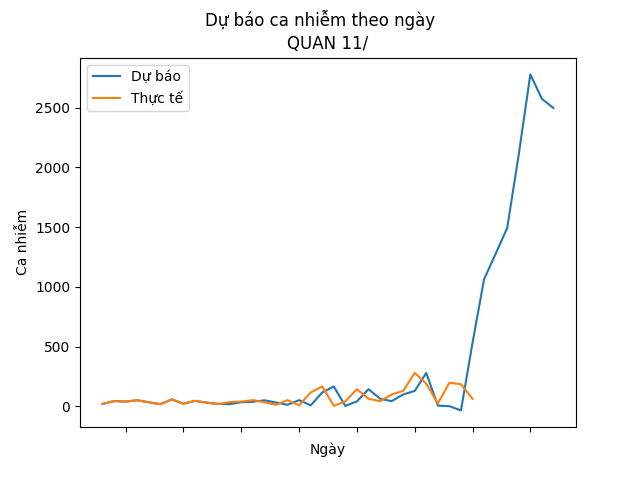 Dự báo ca nhiễm theo ngày
QUAN 11/
Dự báo
Thực tế
2500
2000
1500
1000
500
0
Ca nhiễm
Ngày